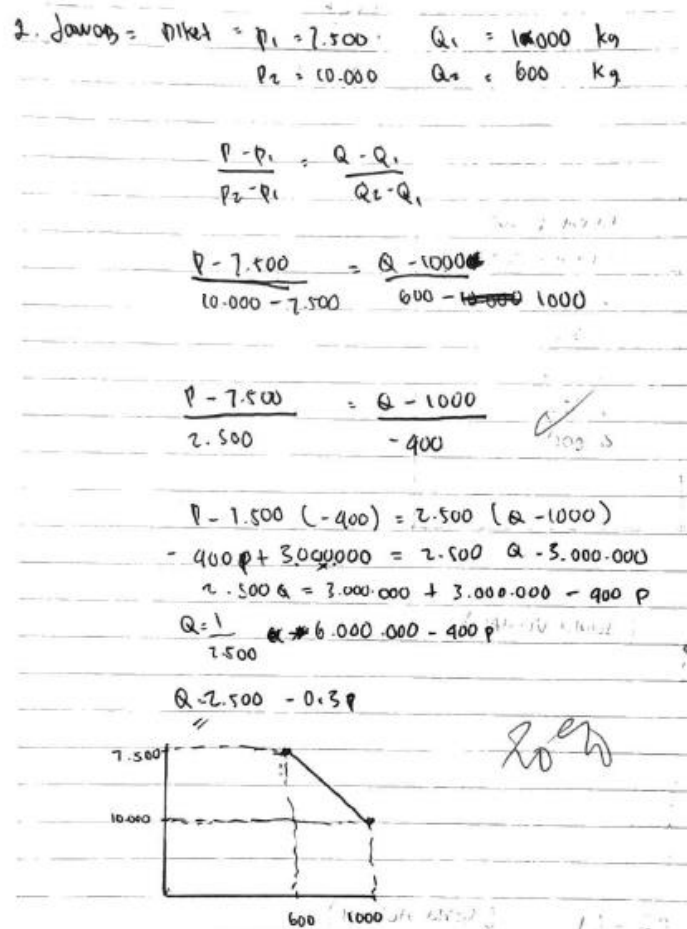 2. Jawab = Diket = P₁ = 7.500 Q₁ = 1000 kg
P₂ = 10.000 Q₂ = 600 kg
P - P₁ / P₂ - P₁ = Q - Q₁ / Q₂ - Q₁
P - 7.500 / 10.000 - 7.500 = Q - 1000 / 600 - 1000
P - 7.500 / 2.500 = Q - 1000 / -400
P - 7.500 (-400) = 2.500 (Q - 1000)
- 400 P + 3.000.000 = 2.500 Q - 3.000.000
2.500 Q = 3.000.000 + 3.000.000 - 400 P
Q = 1 / 2.500 6.000.000 - 400 P
Q = 2.500 - 0.3 P
7.500
10.000
600 1000